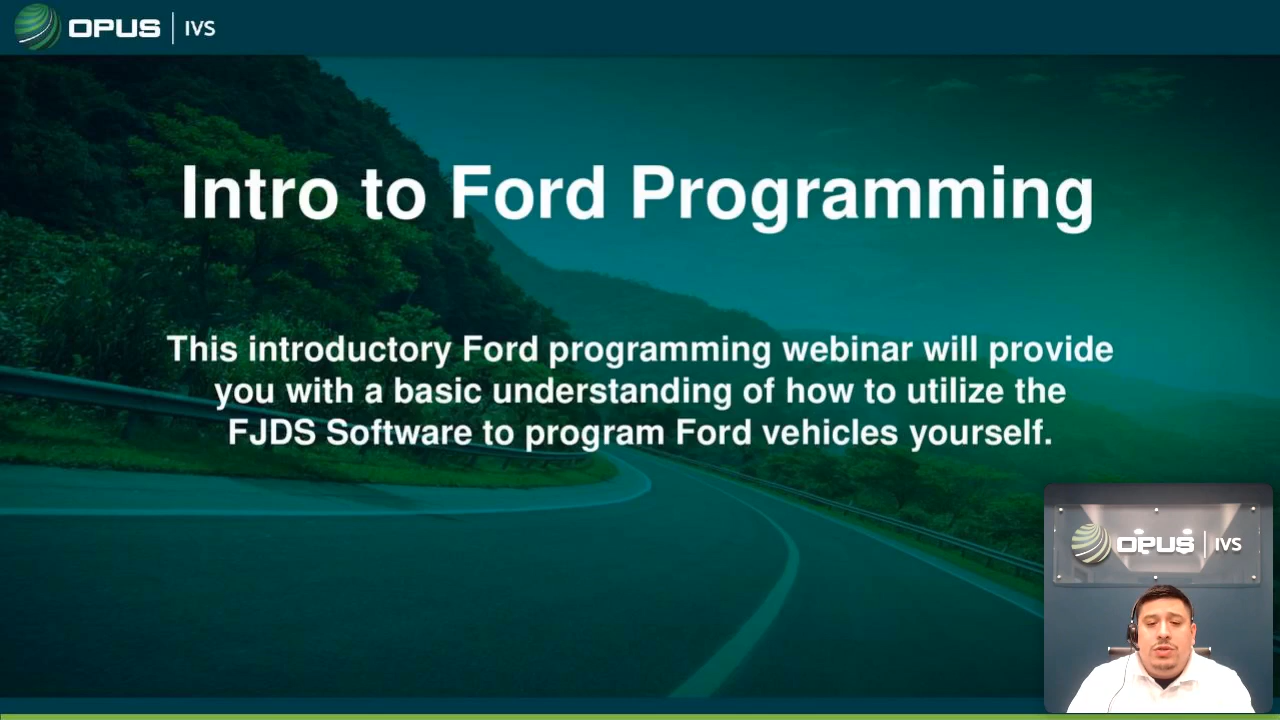 OPUS | IVS
Intro to Ford Programming
This introductory Ford programming webinar will provide
you with a basic understanding of how to utilize the
FJDS Software to program Ford vehicles yourself.
OPUS | IVS